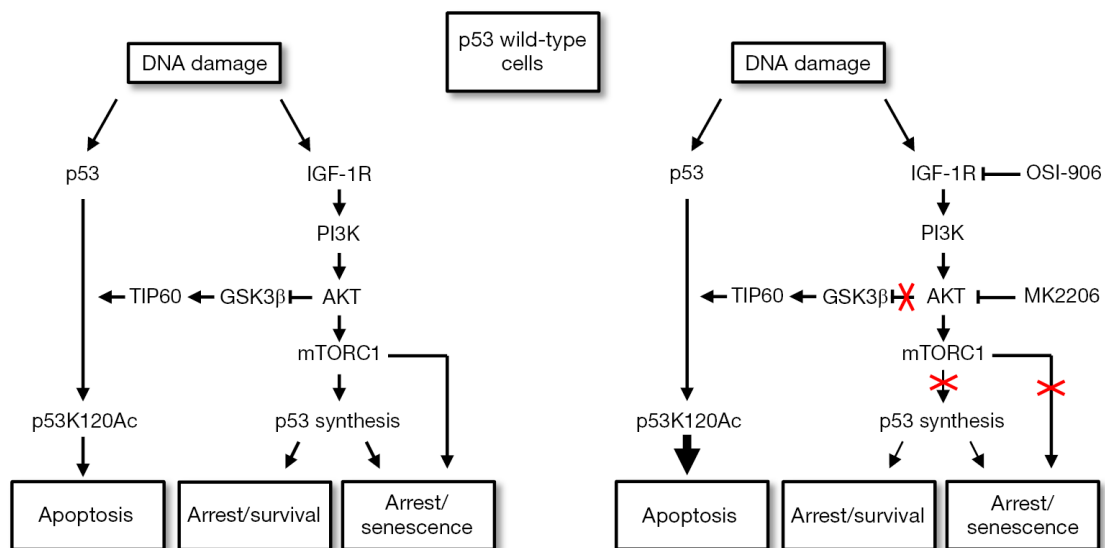 p53 wild-type
cells
DNA damage
p53
IGF-1R
PI3K
TIP60
GSK3β
AKT
mTORC1
p53K120Ac
p53 synthesis
Apoptosis
Arrest/survival
Arrest/
senescence
DNA damage
p53
IGF-1R
OSI-906
PI3K
TIP60
GSK3β
AKT
MK2206
mTORC1
p53K120Ac
p53 synthesis
Apoptosis
Arrest/survival
Arrest/
senescence